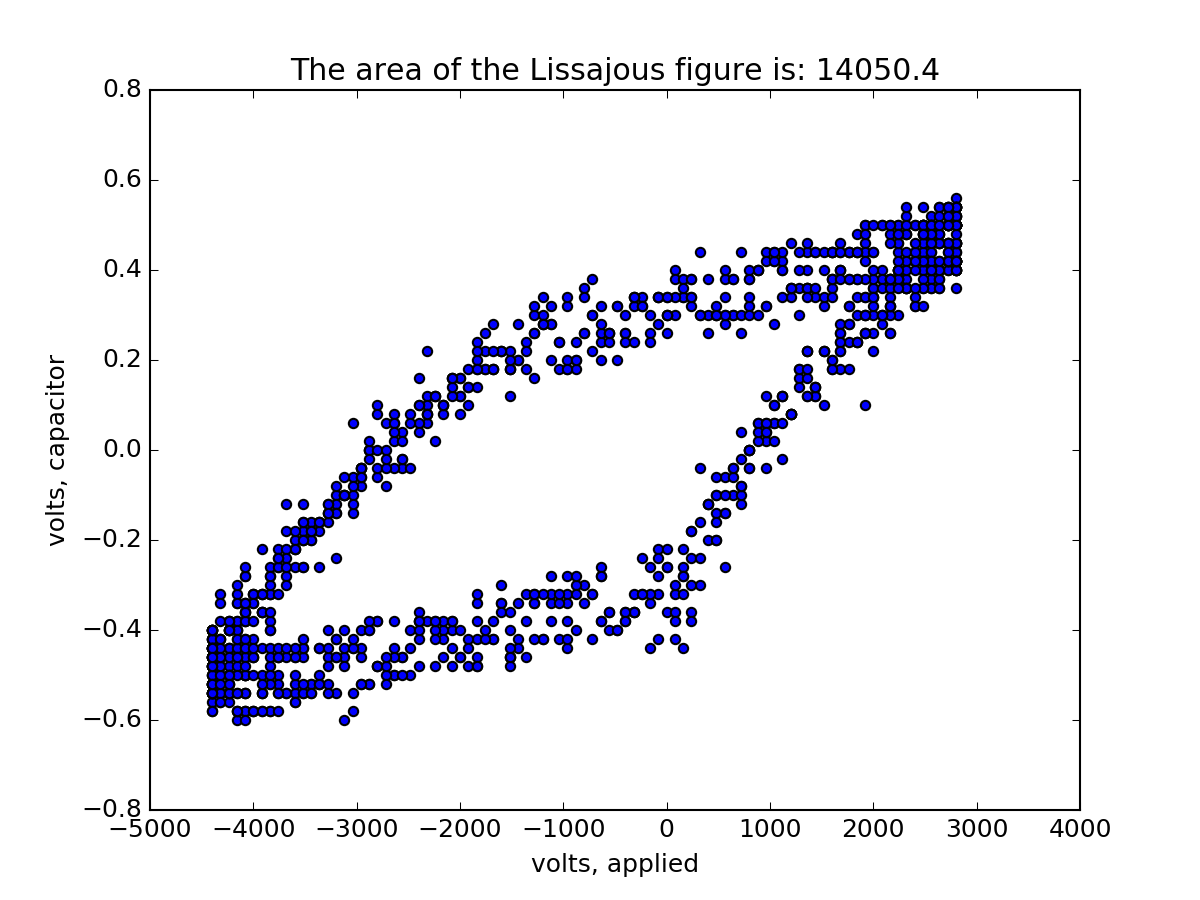 The area of the Lissajous figure is: 14050.4
0.8
0.6
0.4
0.2
0.0
−0.2
−0.4
−0.6
−0.8
volts, capacitor
−5000 −4000 −3000 −2000 −1000 0 1000 2000 3000 4000
volts, applied